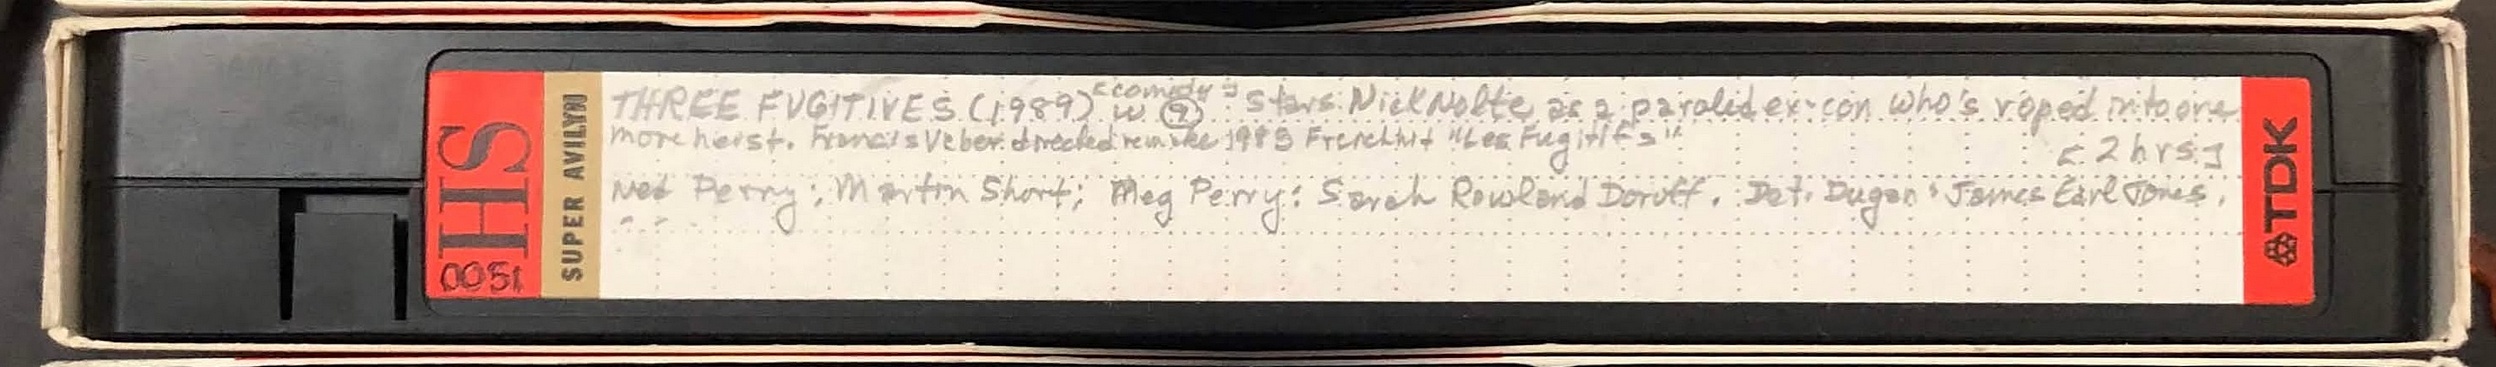 HS
0051
SUPER AVILYN
THREE FUGITIVES (1989) [comedy] W 9 : Stars Nick Nolte as a paroled ex-con who's roped into one
more heist. Francis Veber directed remake 1985 French hit "Les Fugitifs"
[2 hrs.]
Ned Perry: Martin Short; Meg Perry: Sarah Rowland Doroff. Det. Dugan: James Earl Jones.
TDK